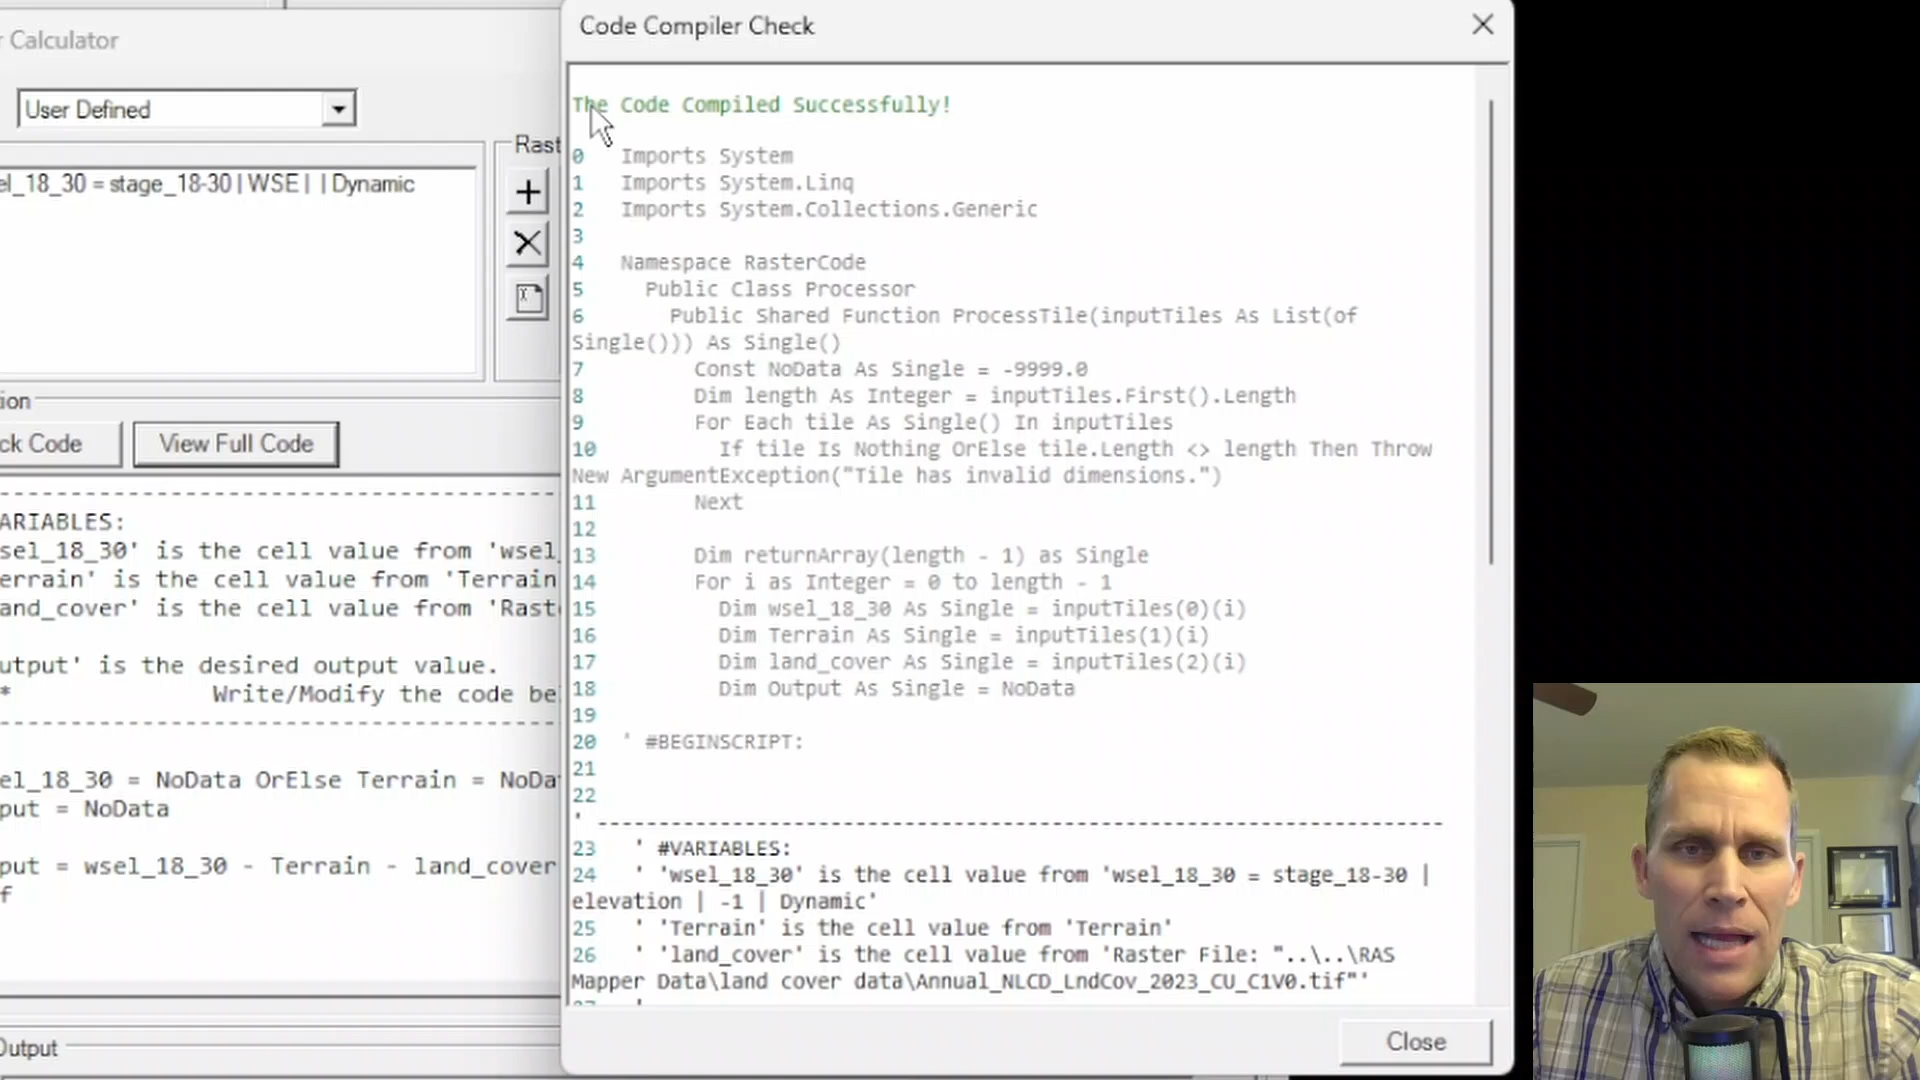 r Calculator
User Defined
el_18_30 = stage_18-30 | WSE | | Dynamic
Rast
ion
ck Code
View Full Code
ARIABLES:
sel_18_30' is the cell value from 'wsel_
errain' is the cell value from 'Terrain
and_cover' is the cell value from 'Rast
utput' is the desired output value.
* Write/Modify the code be
el_18_30 = NoData OrElse Terrain = NoDa
put = NoData
put = wsel_18_30 - Terrain - land_cover
f
Output
Code Compiler Check
The Code Compiled Successfully!
0 Imports System
1 Imports System.Linq
2 Imports System.Collections.Generic
3
4 Namespace RasterCode
5 Public Class Processor
6 Public Shared Function ProcessTile(inputTiles As List(of
Single())) As Single()
7 Const NoData As Single = -9999.0
8 Dim length As Integer = inputTiles.First().Length
9 For Each tile As Single() In inputTiles
10 If tile Is Nothing OrElse tile.Length <> length Then Throw
New ArgumentException("Tile has invalid dimensions.")
11 Next
12
13 Dim returnArray(length - 1) as Single
14 For i as Integer = 0 to length - 1
15 Dim wsel_18_30 As Single = inputTiles(0)(i)
16 Dim Terrain As Single = inputTiles(1)(i)
17 Dim land_cover As Single = inputTiles(2)(i)
18 Dim Output As Single = NoData
19
20 ' #BEGINSCRIPT:
21
22
' ---------------------------------------------------------------------
23 ' #VARIABLES:
24 ' 'wsel_18_30' is the cell value from 'wsel_18_30 = stage_18-30 |
elevation | -1 | Dynamic'
25 ' 'Terrain' is the cell value from 'Terrain'
26 ' 'land_cover' is the cell value from 'Raster File: "..\..\RAS
Mapper Data\land cover data\Annual_NLCD_LndCov_2023_CU_C1V0.tif"'
Close